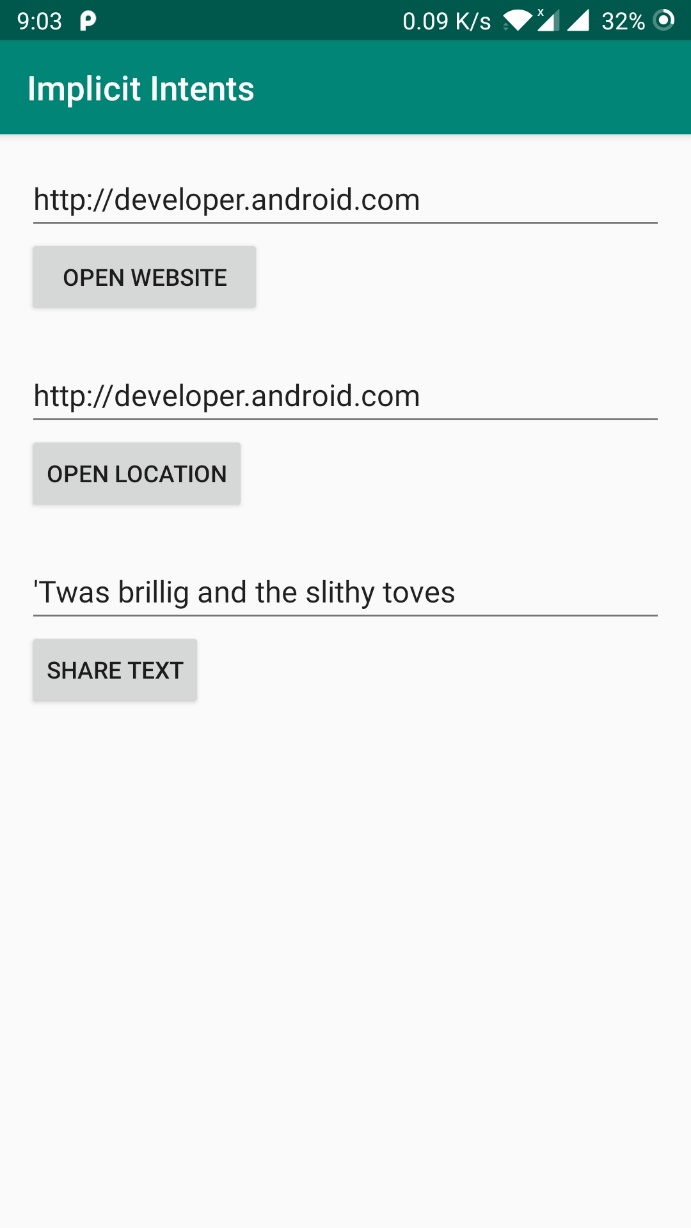 9:03 0.09 K/s x 32%
Implicit Intents
http://developer.android.com
OPEN WEBSITE
http://developer.android.com
OPEN LOCATION
'Twas brillig and the slithy toves
SHARE TEXT